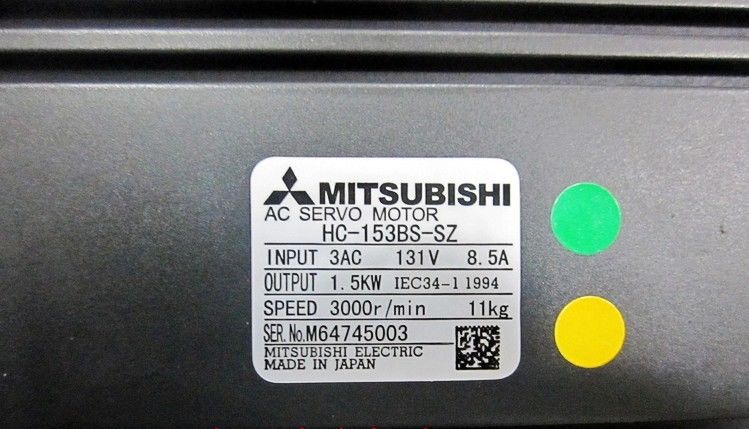 MITSUBISHI
AC SERVO MOTOR
HC-153BS-SZ
INPUT 3AC 131V 8.5A
OUTPUT 1.5KW IEC34-1 1994
SPEED 3000r/min 11kg
SER.No.M64745003
MITSUBISHI ELECTRIC
MADE IN JAPAN